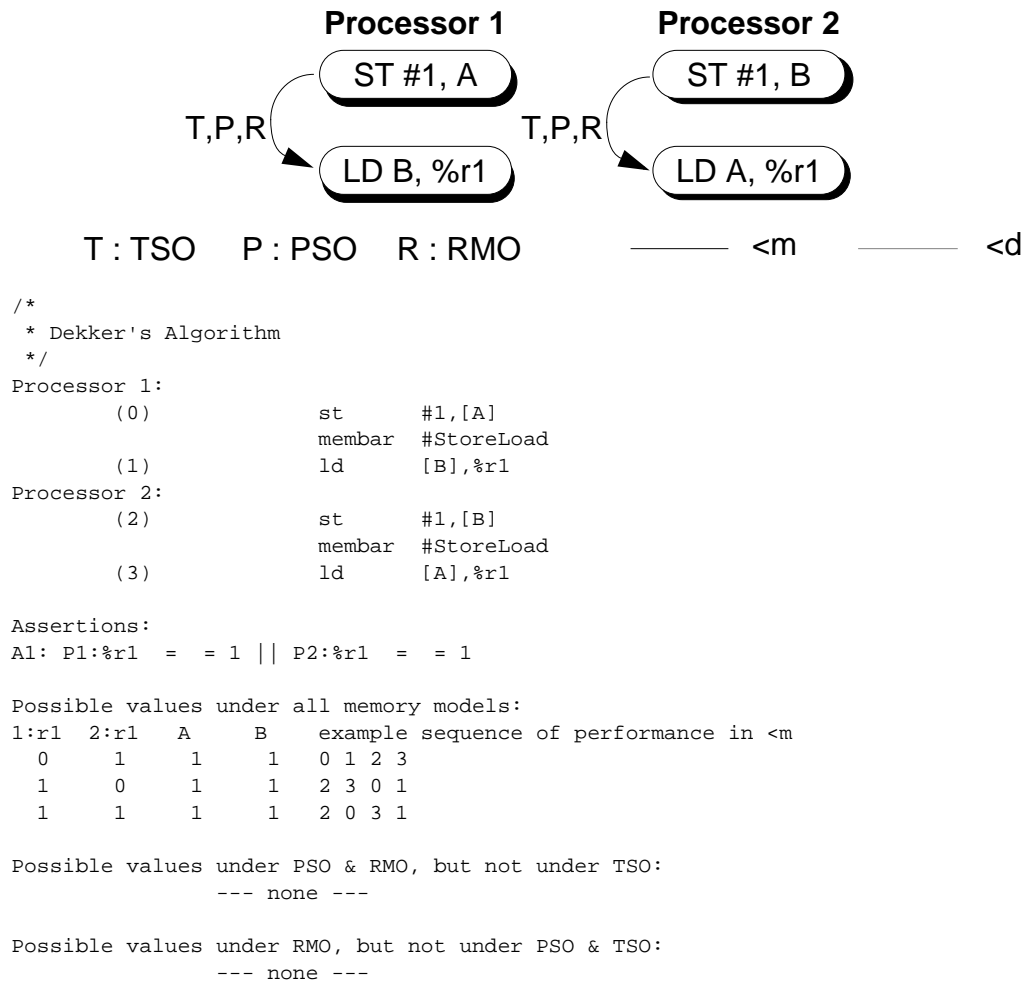 Processor 1 Processor 2
ST #1, A ST #1, B
T,P,R T,P,R
LD B, %r1 LD A, %r1
T : TSO P : PSO R : RMO <m <d
/*
* Dekker's Algorithm
*/
Processor 1:
(0) st #1,[A]
membar #StoreLoad
(1) ld [B],%r1
Processor 2:
(2) st #1,[B]
membar #StoreLoad
(3) ld [A],%r1
Assertions:
A1: P1:%r1 = = 1 || P2:%r1 = = 1
Possible values under all memory models:
1:r1 2:r1 A B example sequence of performance in <m
0 1 1 1 0 1 2 3
1 0 1 1 2 3 0 1
1 1 1 1 2 0 3 1
Possible values under PSO & RMO, but not under TSO:
--- none ---
Possible values under RMO, but not under PSO & TSO:
--- none ---